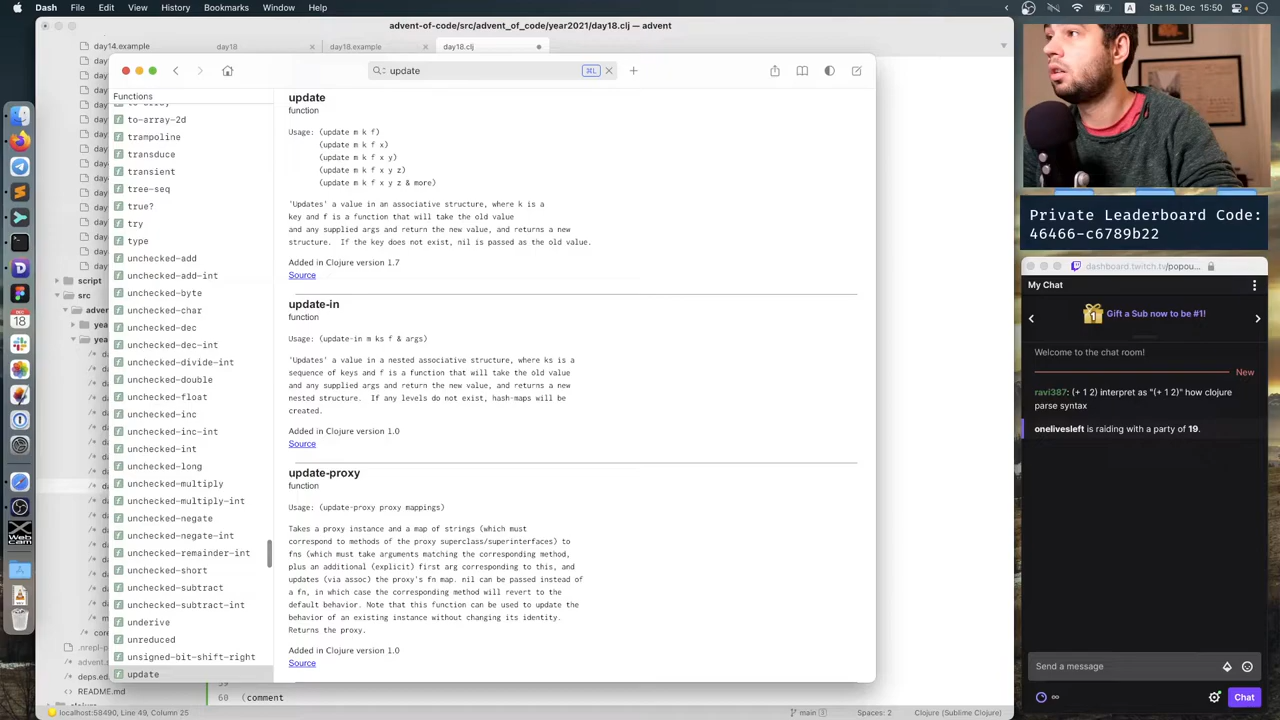 Dash
File
Edit
View
History
Bookmarks
Window
Help
A
Sat 18. Dec 15:50
advent-of-code/src/advent_of_code/year2021/day18.clj — advent
day14.example
day18
day18.example
day18.clj
update
⌘L
Functions
to-array-2d
trampoline
transduce
transient
tree-seq
true?
try
type
unchecked-add
unchecked-add-int
unchecked-byte
unchecked-char
unchecked-dec
unchecked-dec-int
unchecked-divide-int
unchecked-double
unchecked-float
unchecked-inc
unchecked-inc-int
unchecked-int
unchecked-long
unchecked-multiply
unchecked-multiply-int
unchecked-negate
unchecked-negate-int
unchecked-remainder-int
unchecked-short
unchecked-subtract
unchecked-subtract-int
underive
unreduced
unsigned-bit-shift-right
update
update
function
Usage: (update m k f)
(update m k f x)
(update m k f x y)
(update m k f x y z)
(update m k f x y z & more)
'Updates' a value in an associative structure, where k is a
key and f is a function that will take the old value
and any supplied args and return the new value, and returns a new
structure.  If the key does not exist, nil is passed as the old value.
Added in Clojure version 1.7
Source
update-in
function
Usage: (update-in m ks f & args)
'Updates' a value in a nested associative structure, where ks is a
sequence of keys and f is a function that will take the old value
and any supplied args and return the new value, and returns a new
nested structure.  If any levels do not exist, hash-maps will be
created.
Added in Clojure version 1.0
Source
update-proxy
function
Usage: (update-proxy proxy mappings)
Takes a proxy instance and a map of strings (which must
correspond to methods of the proxy superclass/superinterfaces) to
fns (which must take arguments matching the corresponding method,
plus an additional (explicit) first arg corresponding to this, and
updates (via assoc) the proxy's fn map. nil can be passed instead of
a fn, in which case the corresponding method will revert to the
default behavior. Note that this function can be used to update the
behavior of an existing instance without changing its identity.
Returns the proxy.
Added in Clojure version 1.0
Source
script
src
README.md
60 (comment
localhost:58490, Line 49, Column 25
main
Spaces: 2
Clojure (Sublime Clojure)
DEC
18
Web
Cam
Private Leaderboard Code:
46466-c6789b22
dashboard.twitch.tv/popou...
My Chat
1
Gift a Sub now to be #1!
Welcome to the chat room!
New
ravi387: (+ 1 2) interpret as "(+ 1 2)" how clojure
parse syntax
onelivesleft is raiding with a party of 19.
Send a message
∞
Chat